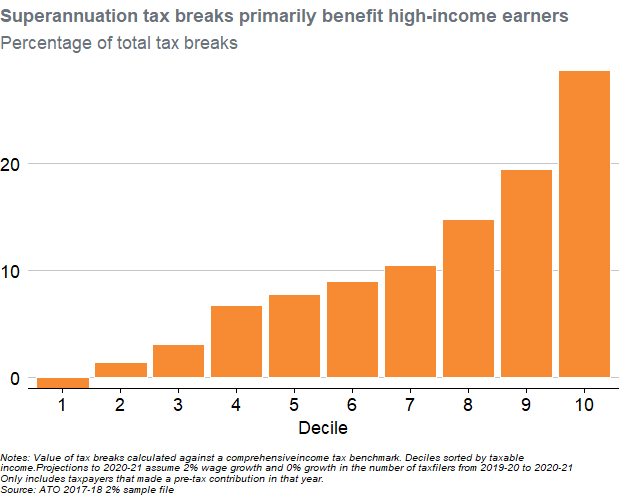 Superannuation tax breaks primarily benefit high-income earners
Percentage of total tax breaks
20
10
0
1 2 3 4 5 6 7 8 9 10
Decile
Notes: Value of tax breaks calculated against a comprehensiveincome tax benchmark. Deciles sorted by taxable
income.Projections to 2020-21 assume 2% wage growth and 0% growth in the number of taxfilers from 2019-20 to 2020-21
Only includes taxpayers that made a pre-tax contribution in that year.
Source: ATO 2017-18 2% sample file